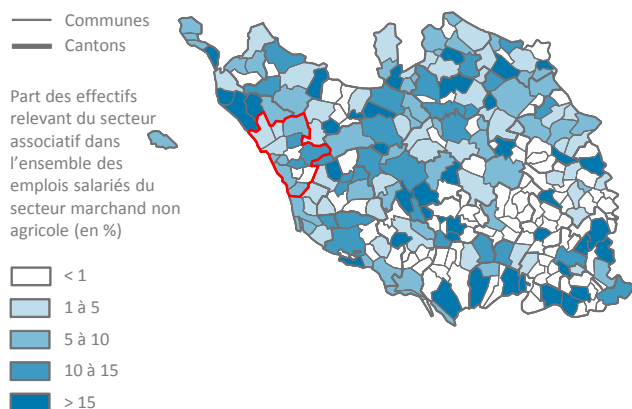 Communes
Cantons
Part des effectifs
relevant du secteur
associatif dans
l’ensemble des
emplois salariés du
secteur marchand non
agricole (en %)
< 1
1 à 5
5 à 10
10 à 15
> 15